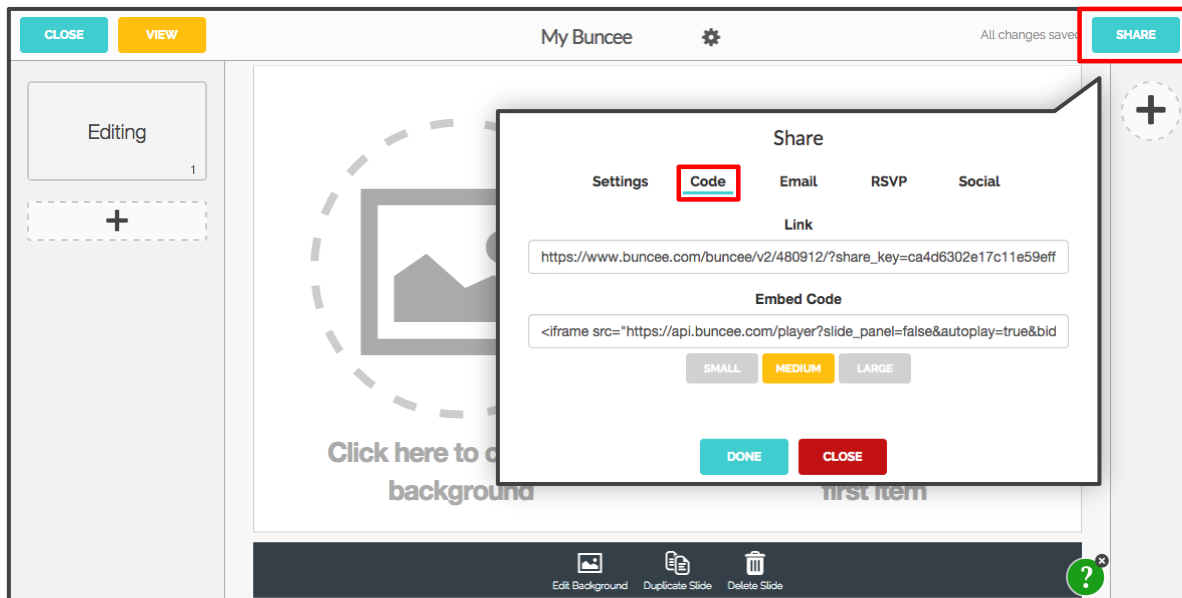 CLOSE
VIEW
My Buncee
All changes saved
SHARE
Editing
1
Share
Settings
Code
Email
RSVP
Social
Link
https://www.buncee.com/buncee/v2/480912/?share_key=ca4d6302e17c11e59eff
Embed Code
<iframe src="https://api.buncee.com/player?slide_panel=false&autoplay=true&bid
SMALL
MEDIUM
LARGE
DONE
CLOSE
Click here to
background
first item
Edit Background
Duplicate Slide
Delete Slide
?